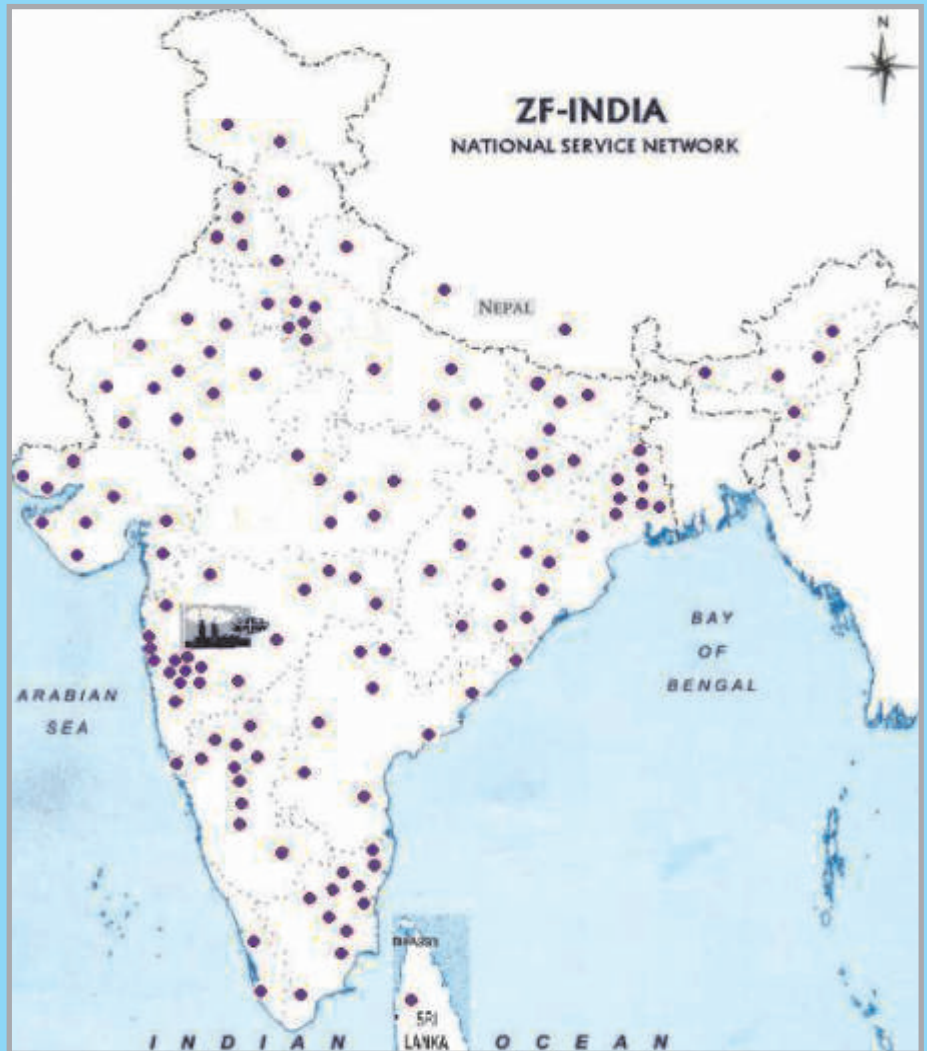 N
ZF-INDIA
NATIONAL SERVICE NETWORK
NEPAL
ARABIAN
SEA
BAY
OF
BENGAL
SRI
LANKA
INDIAN OCEAN